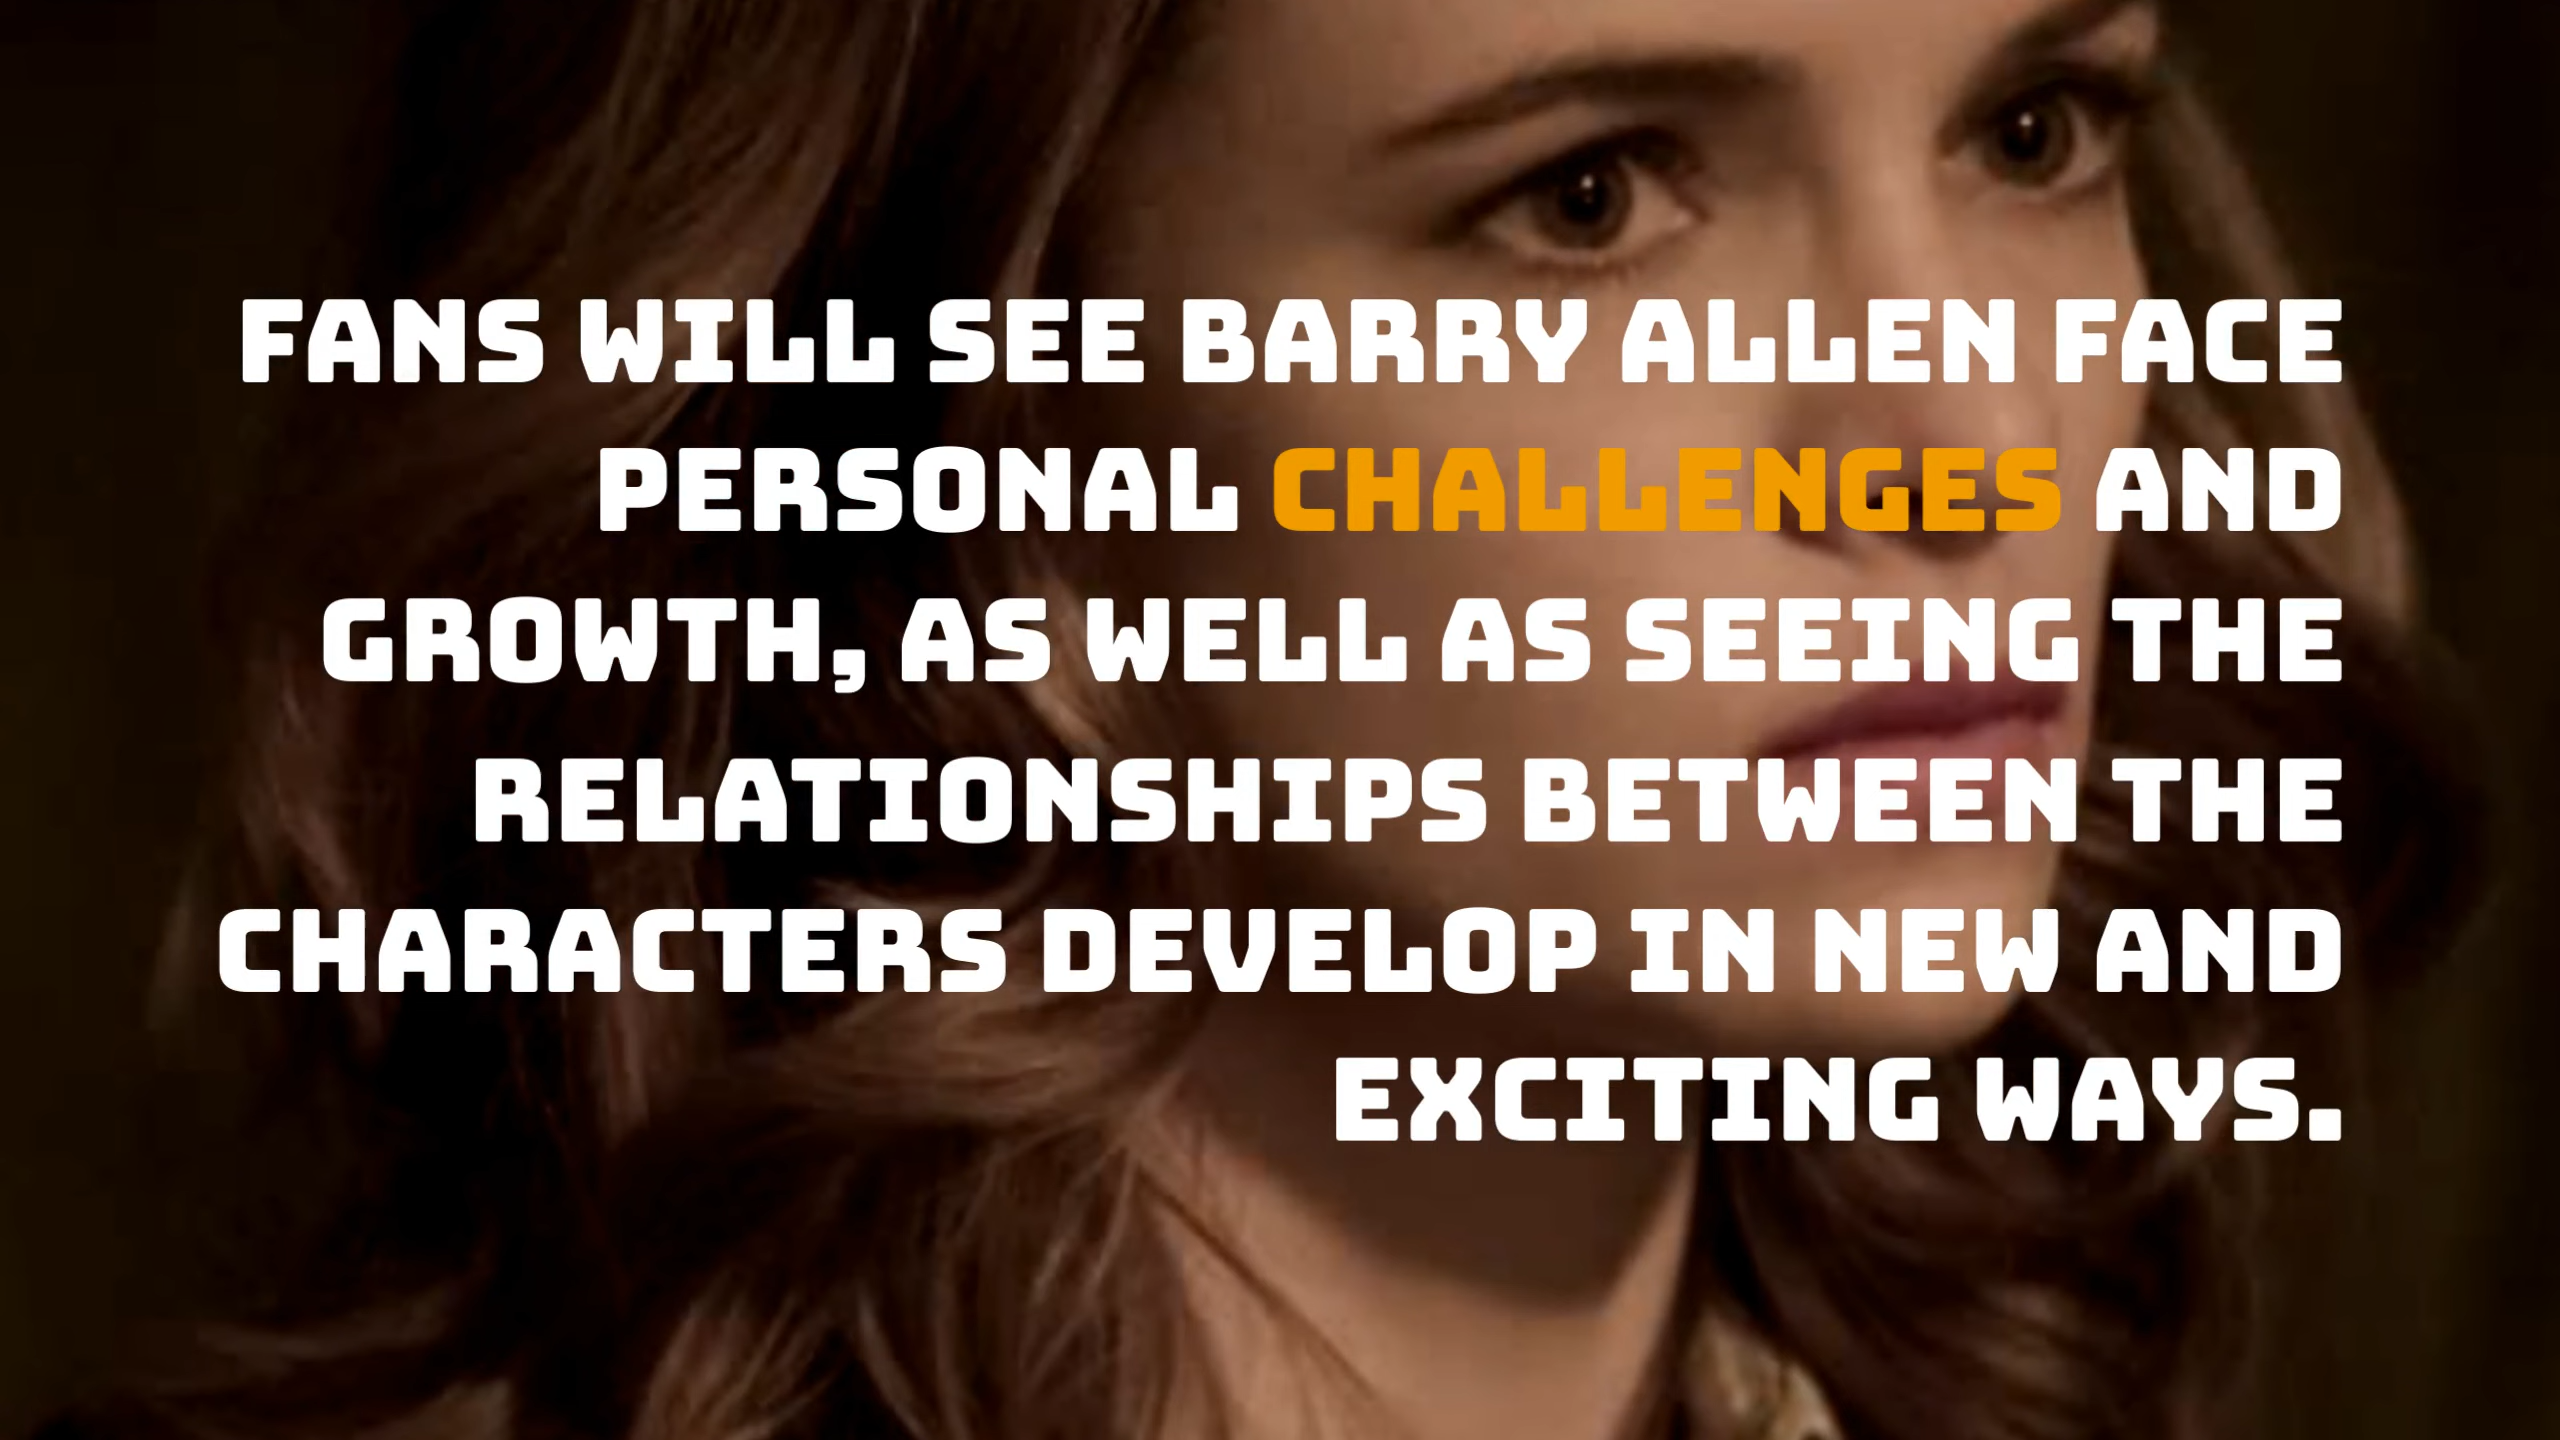 FANS WILL SEE BARRY ALLEN FACE
PERSONAL CHALLENGES AND
GROWTH, AS WELL AS SEEING THE
RELATIONSHIPS BETWEEN THE
CHARACTERS DEVELOP IN NEW AND
EXCITING WAYS.